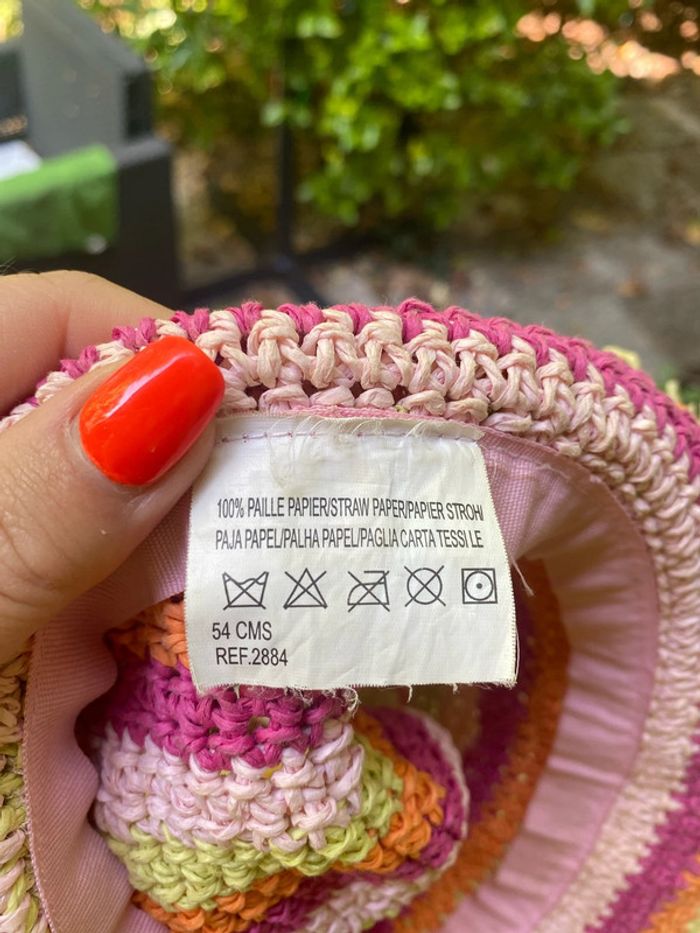 100% PAILLE PAPIER/STRAW PAPER/PAPIER STROH/
PAJA PAPEL/PALHA PAPEL/PAGLIA CARTA TESSI LE
54 CMS
REF.2884